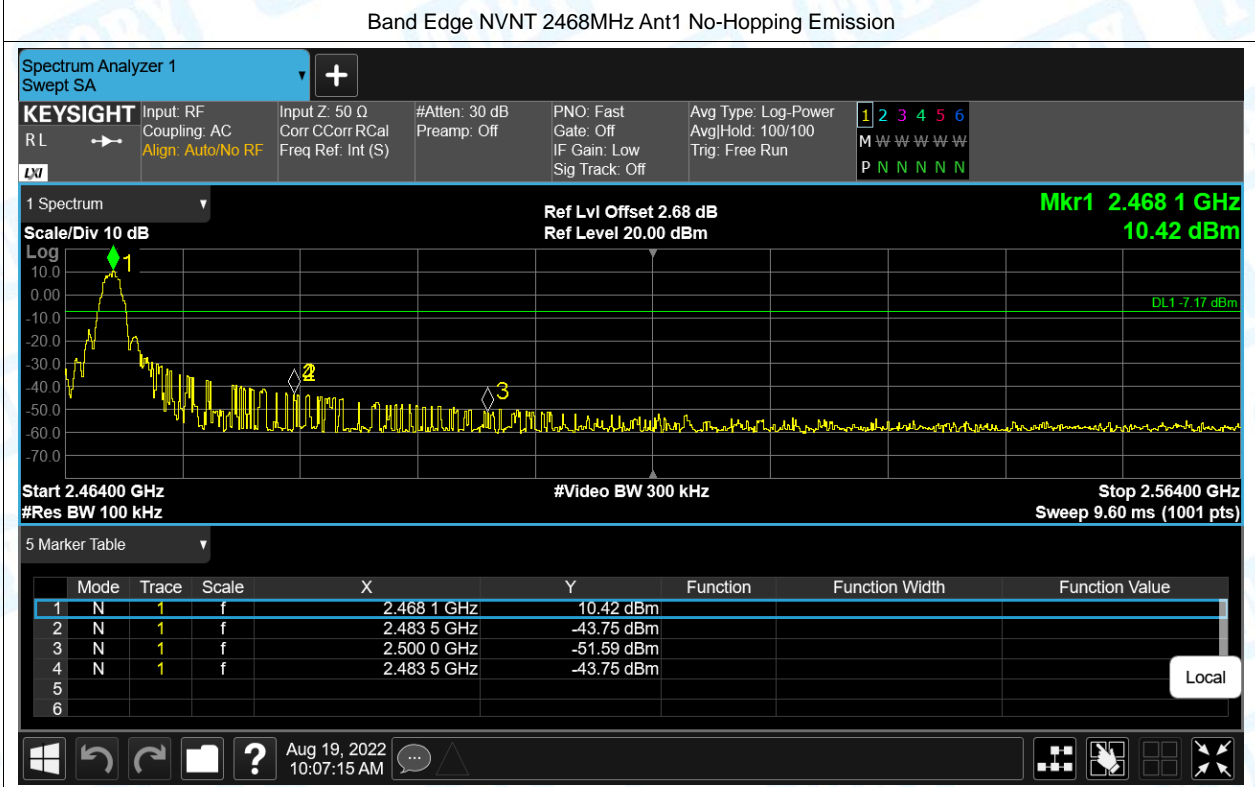 Band Edge NVNT 2468MHz Ant1 No-Hopping Emission
Spectrum Analyzer 1
Swept SA
KEYSIGHT Input: RF Input Z: 50 Ω #Atten: 30 dB PNO: Fast Avg Type: Log-Power 1 2 3 4 5 6
R L Coupling: AC Corr CCorr RCal Preamp: Off Gate: Off Avg|Hold: 100/100 M W W W W W
Align: Auto/No RF Freq Ref: Int (S) IF Gain: Low Trig: Free Run
LXI Sig Track: Off P N N N N N
1 Spectrum Ref Lvl Offset 2.68 dB Mkr1 2.468 1 GHz
Scale/Div 10 dB Ref Level 20.00 dBm 10.42 dBm
Log
1
10.0
0.00
DL1 -7.17 dBm
-10.0
-20.0
-30.0
-40.0
3
-50.0
-60.0
-70.0
Start 2.46400 GHz #Video BW 300 kHz Stop 2.56400 GHz
#Res BW 100 kHz Sweep 9.60 ms (1001 pts)
5 Marker Table
Mode Trace Scale X Y Function Function Width Function Value
1 N 1 f 2.468 1 GHz 10.42 dBm
2 N 1 f 2.483 5 GHz -43.75 dBm
3 N 1 f 2.500 0 GHz -51.59 dBm
4 N 1 f 2.483 5 GHz -43.75 dBm
5
6
Local
? Aug 19, 2022
10:07:15 AM